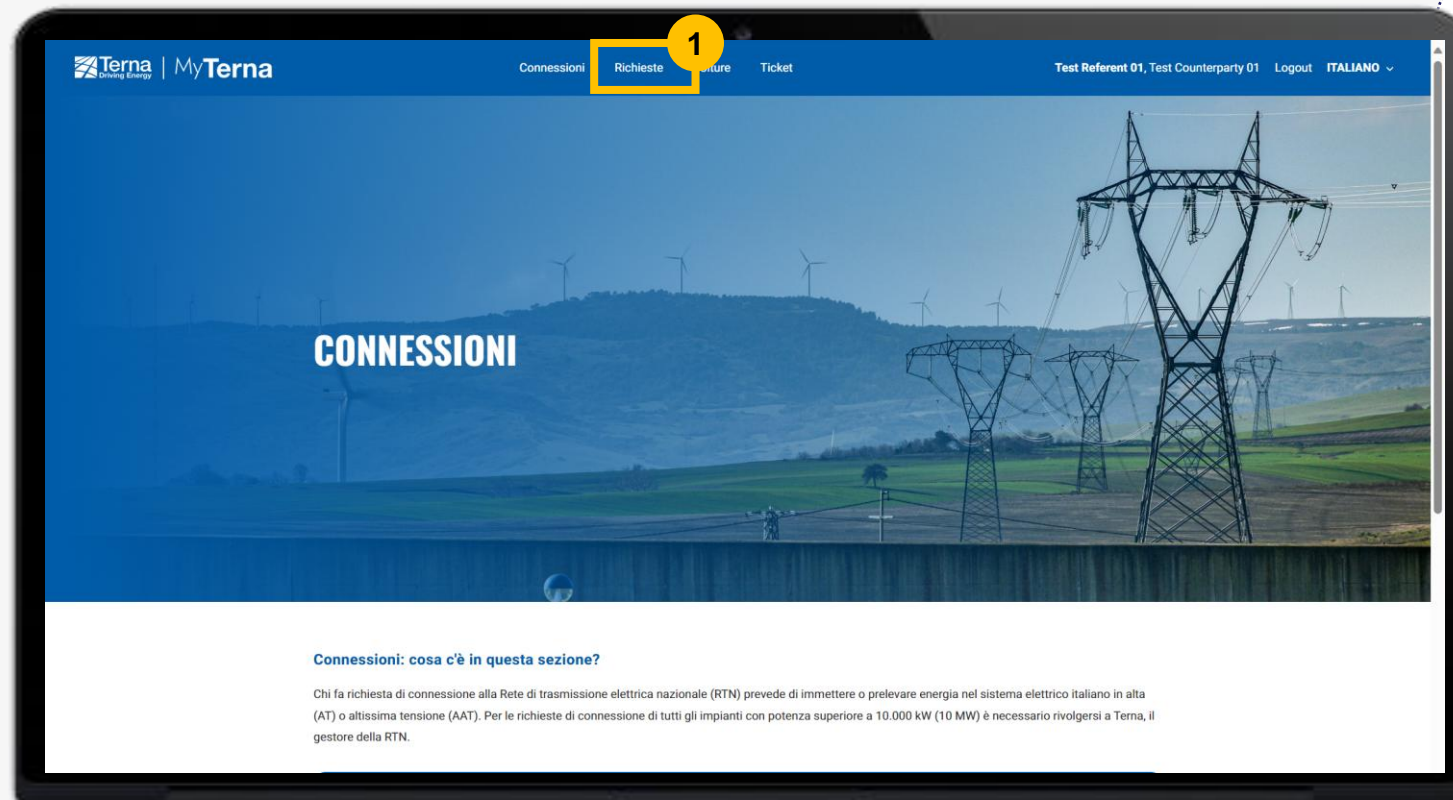 1
Terna
Driving Energy
MyTerna
Connessioni Richieste Ticket
Test Referent 01, Test Counterparty 01 Logout ITALIANO
CONNESSIONI
Connessioni: cosa c'è in questa sezione?
Chi fa richiesta di connessione alla Rete di trasmissione elettrica nazionale (RTN) prevede di immettere o prelevare energia nel sistema elettrico italiano in alta
(AT) o altissima tensione (AAT). Per le richieste di connessione di tutti gli impianti con potenza superiore a 10.000 kW (10 MW) è necessario rivolgersi a Terna, il
gestore della RTN.